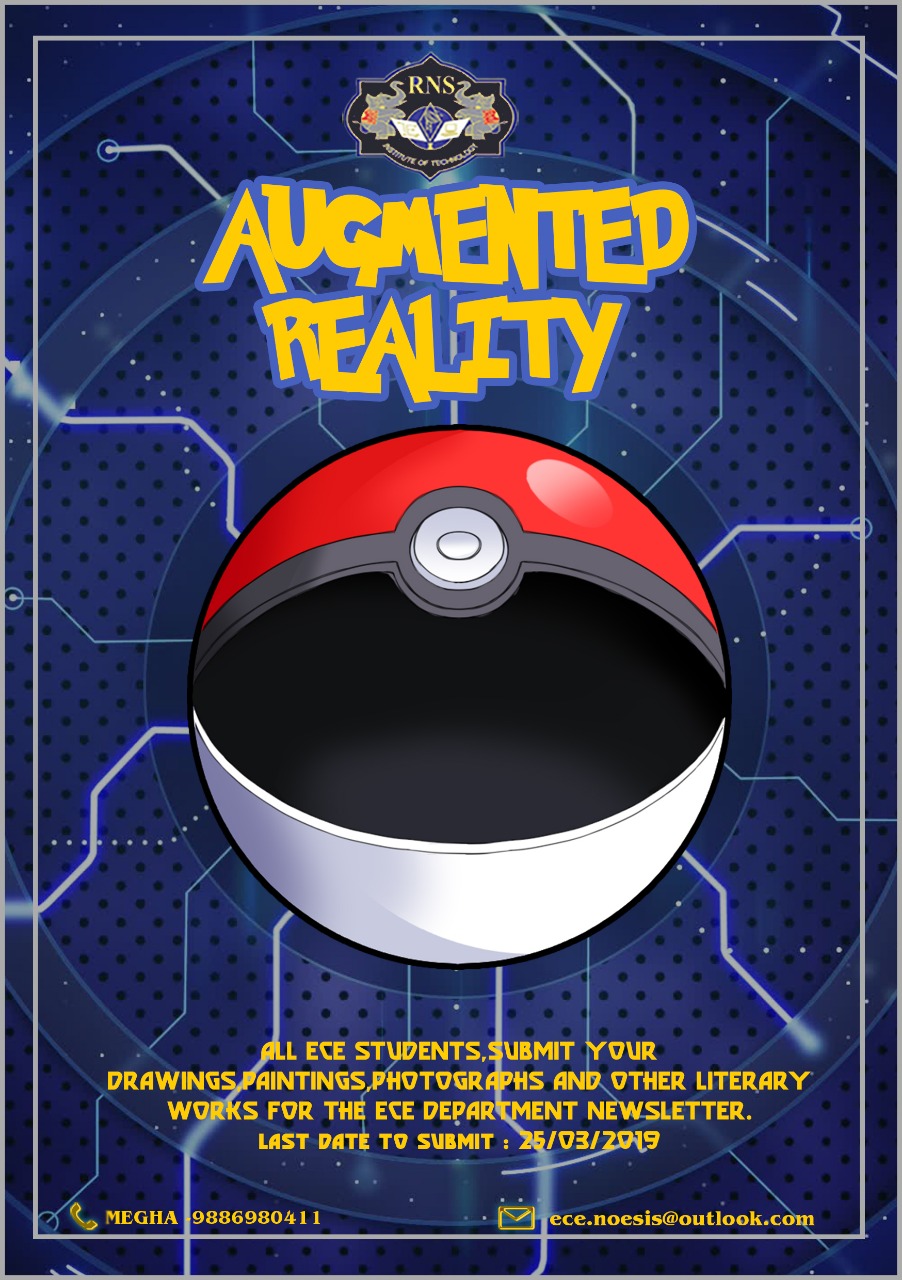 RNS
INSTITUTE OF TECHNOLOGY
AUGMENTED
REALITY
ALL ECE STUDENTS,SUBMIT YOUR
DRAWINGS,PAINTINGS,PHOTOGRAPHS AND OTHER LITERARY
WORKS FOR THE ECE DEPARTMENT NEWSLETTER.
LAST DATE TO SUBMIT : 25/03/2019
MEGHA -9886980411
ece.noesis@outlook.com